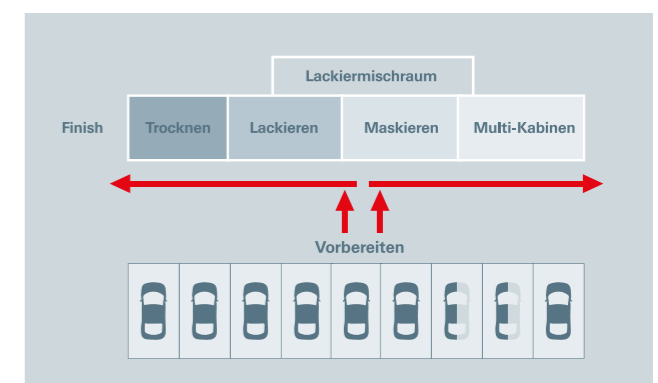 Lackiermischraum
Finish Trocknen Lackieren Maskieren Multi-Kabinen
Vorbereiten